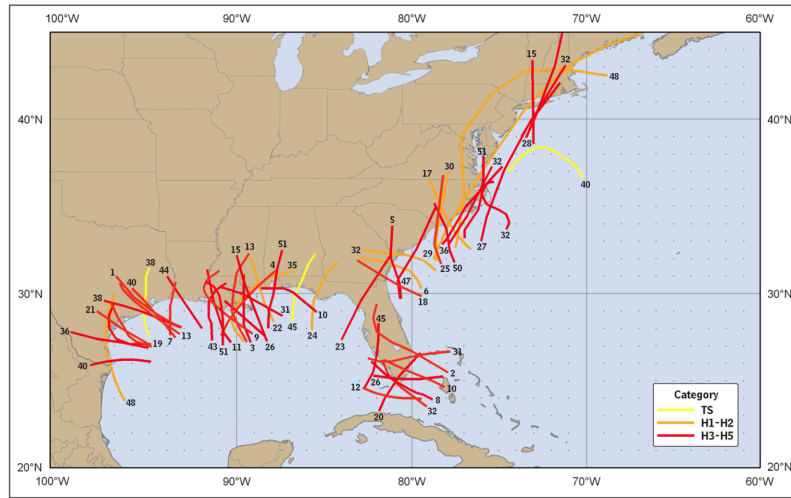 100°W 90°W 80°W 70°W 60°W
15 32
48
40°N 40°N
28
51
17 30 32
40
5
32
36 27
15 13 51 29
25 50
1 40 38 44 4 35 32
47
30°N 30°N
38 6
18
21 31 10
36 19 7 13 43 51 11 9 3 26 22 45 24 23 45
31
40 2
26
12 10
8
48 20 32
Category
TS
H1-H2
H3-H5
20°N 20°N
100°W 90°W 80°W 70°W 60°W